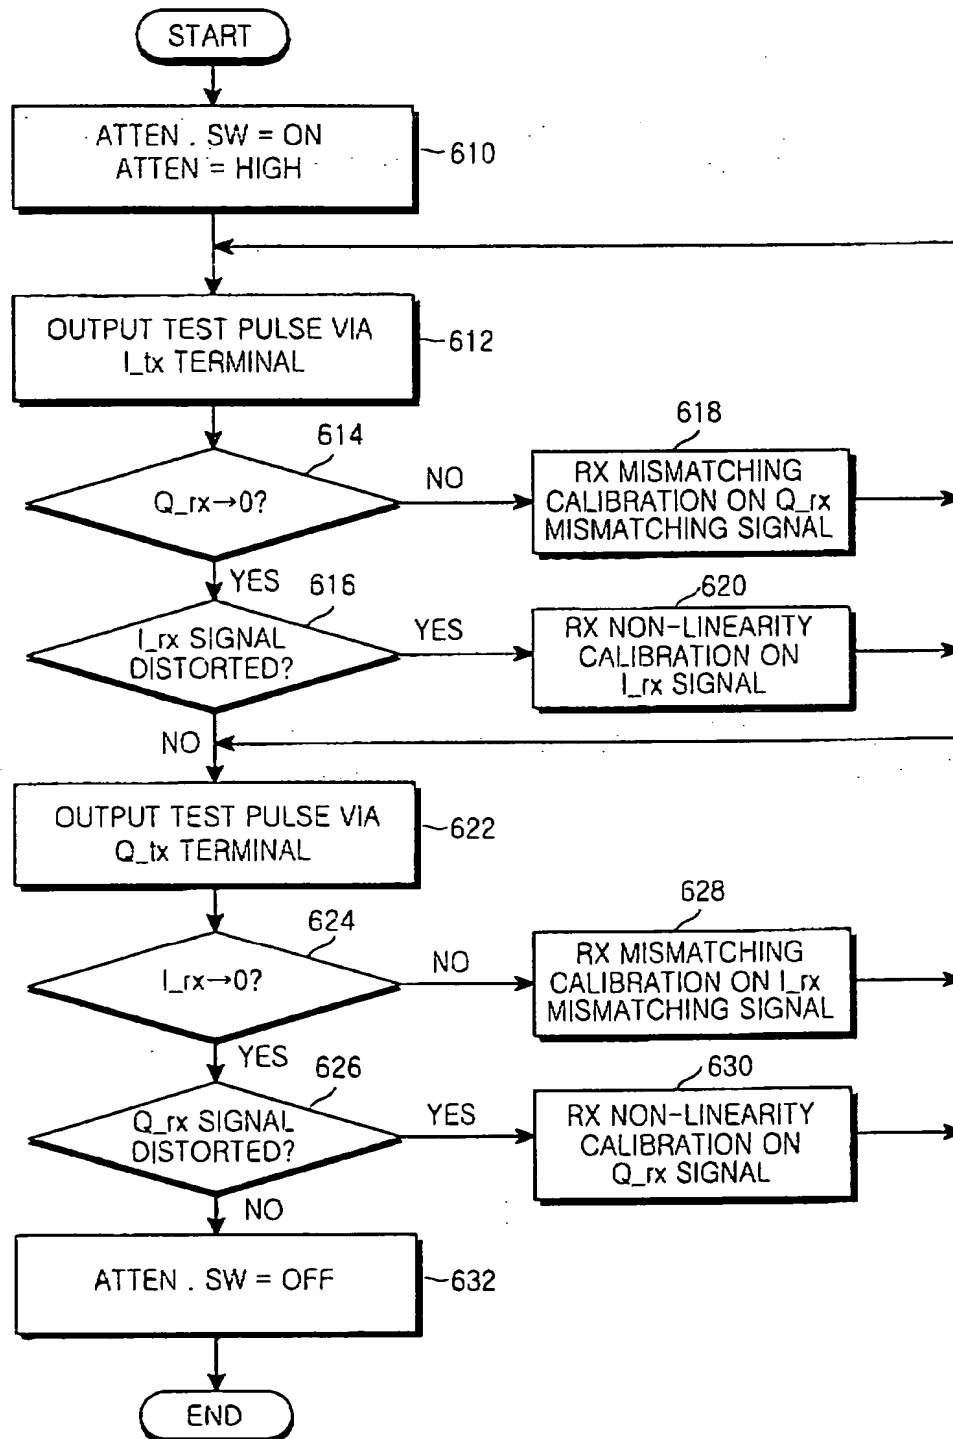 START
ATTEN . SW = ON
ATTEN = HIGH
610
OUTPUT TEST PULSE VIA
I_tx TERMINAL
612
614
Q_rx→0?
NO
618
RX MISMATCHING
CALIBRATION ON Q_rx
MISMATCHING SIGNAL
YES
616
I_rx SIGNAL
DISTORTED?
YES
620
RX NON-LINEARITY
CALIBRATION ON
I_rx SIGNAL
NO
OUTPUT TEST PULSE VIA
Q_tx TERMINAL
622
624
I_rx→0?
NO
628
RX MISMATCHING
CALIBRATION ON I_rx
MISMATCHING SIGNAL
YES
626
Q_rx SIGNAL
DISTORTED?
YES
630
RX NON-LINEARITY
CALIBRATION ON
Q_rx SIGNAL
NO
ATTEN . SW = OFF
632
END